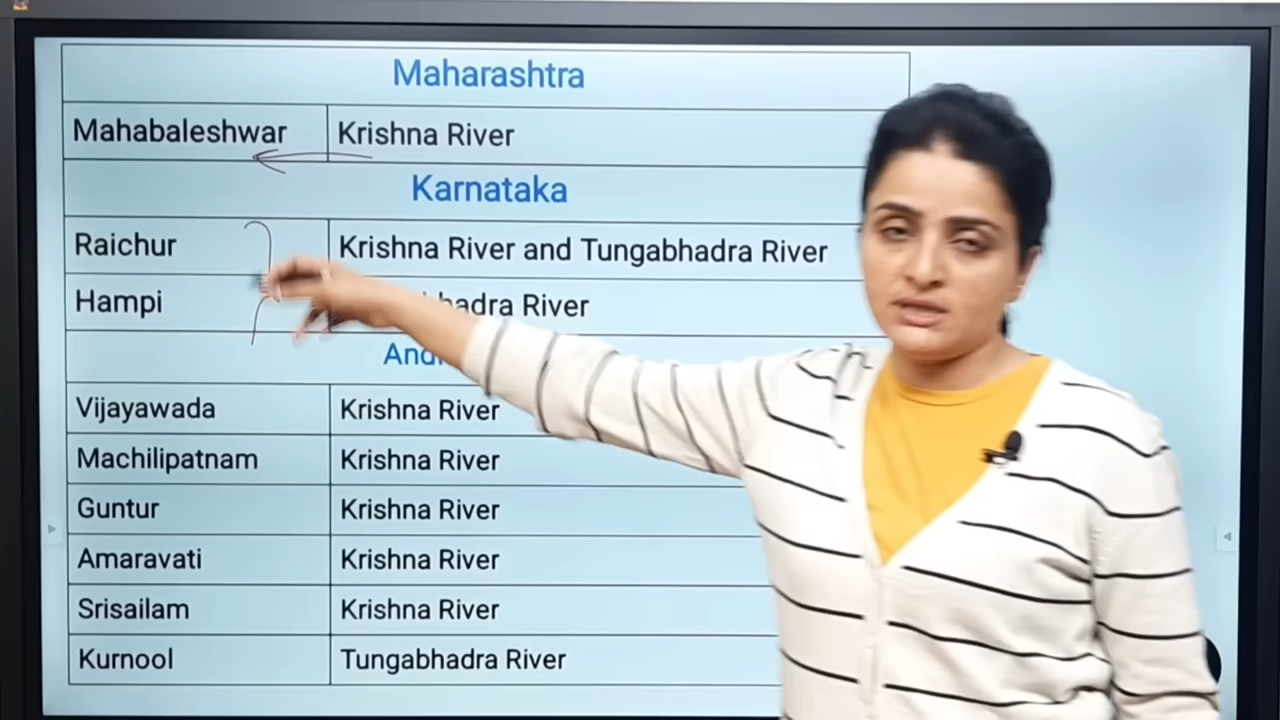 Maharashtra
Mahabaleshwar Krishna River
Karnataka
Raichur Krishna River and Tungabhadra River
Hampi River
Vijayawada Krishna River
Machilipatnam Krishna River
Guntur Krishna River
Amaravati Krishna River
Srisailam Krishna River
Kurnool Tungabhadra River